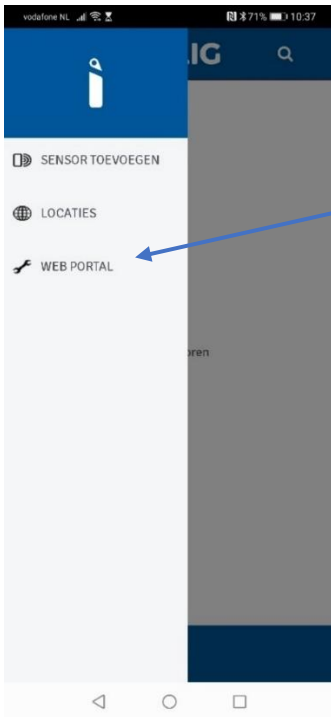 vodafone NL 71% 10:37
IG
SENSOR TOEVOEGEN
LOCATIES
WEB PORTAL
oren